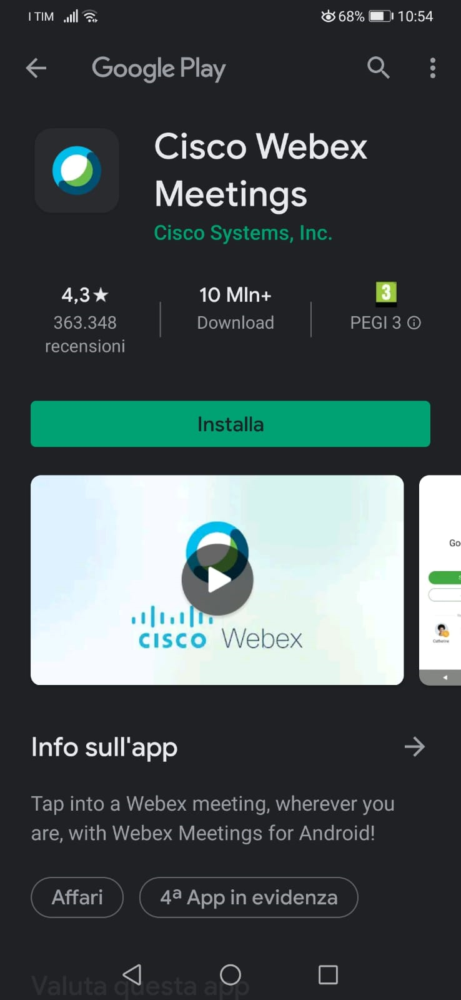 I TIM 68% 10:54
Google Play
Cisco Webex
Meetings
Cisco Systems, Inc.
4,3★ 10 Mln+ 3
363.348 Download PEGI 3
recensioni
Installa
CISCO Webex
Go
Catherine
Info sull'app
Tap into a Webex meeting, wherever you
are, with Webex Meetings for Android!
Affari 4ª App in evidenza
Valuta questa app